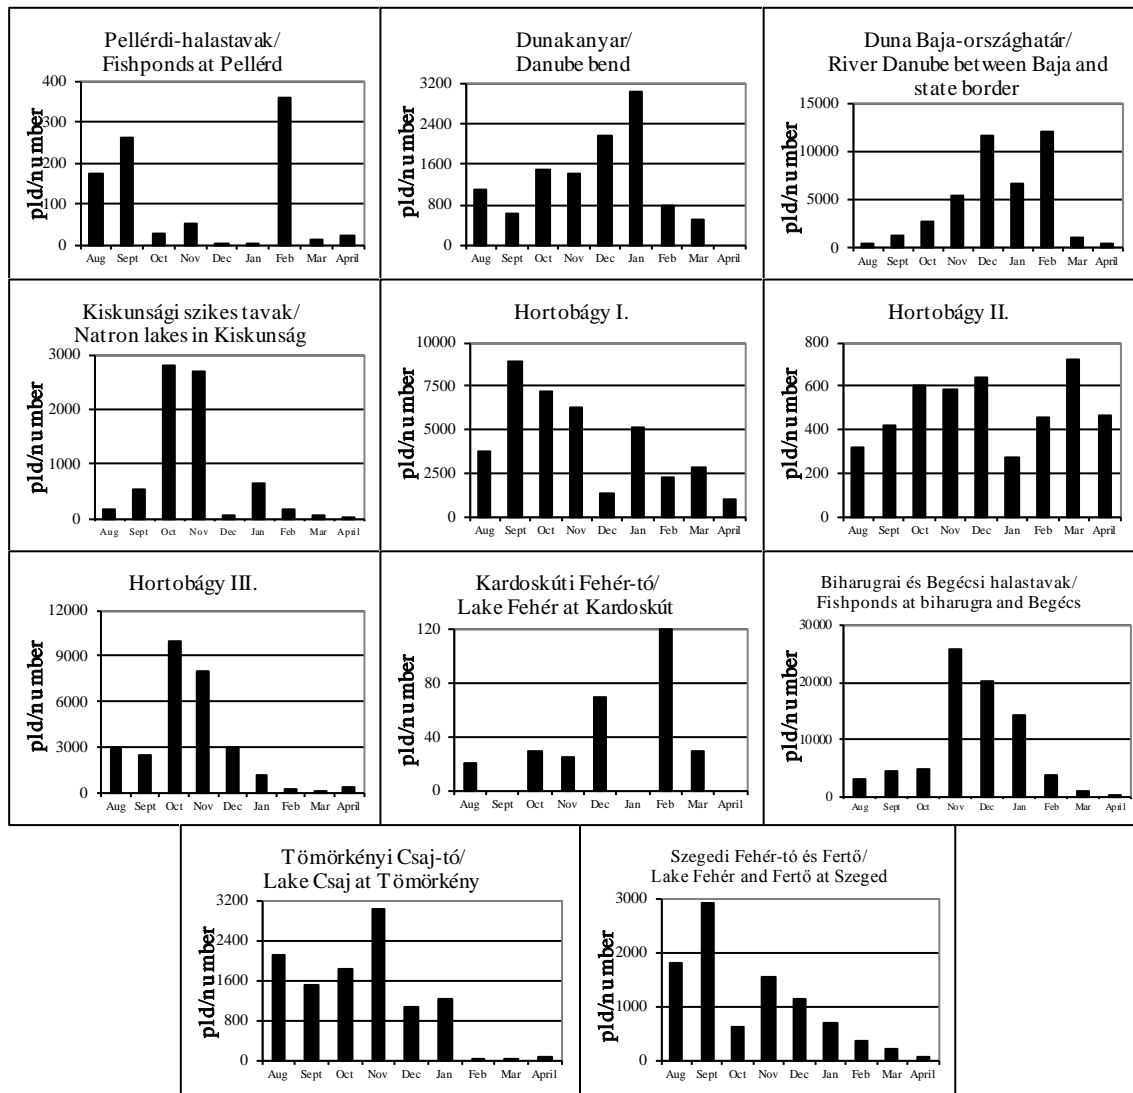 Pellérdi-halastavak/
Fishponds at Pellérd
pld/number
400
300
200
100
0
Aug Sept Oct Nov Dec Jan Feb Mar April
Dunakanyar/
Danube bend
pld/number
3200
2400
1600
800
0
Aug Sept Oct Nov Dec Jan Feb Mar April
Duna Baja-országhatár/
River Danube between Baja and
state border
pld/number
15000
10000
5000
0
Aug Sept Oct Nov Dec Jan Feb Mar April
Kiskunsági szikes tavak/
Natron lakes in Kiskunság
pld/number
3000
2000
1000
0
Aug Sept Oct Nov Dec Jan Feb Mar April
Hortobágy I.
pld/number
10000
7500
5000
2500
0
Aug Sept Oct Nov Dec Jan Feb Mar April
Hortobágy II.
pld/number
800
600
400
200
0
Aug Sept Oct Nov Dec Jan Feb Mar April
Hortobágy III.
pld/number
12000
9000
6000
3000
0
Aug Sept Oct Nov Dec Jan Feb Mar April
Kardoskúti Fehér-tó/
Lake Fehér at Kardoskút
pld/number
120
80
40
0
Aug Sept Oct Nov Dec Jan Feb Mar April
Biharugrai és Begécsi halastavak/
Fishponds at biharugra and Begécs
pld/number
30000
20000
10000
0
Aug Sept Oct Nov Dec Jan Feb Mar April
Tömörkényi Csaj-tó/
Lake Csaj at Tömörkény
pld/number
3200
2400
1600
800
0
Aug Sept Oct Nov Dec Jan Feb Mar April
Szegedi Fehér-tó és Fertő/
Lake Fehér and Fertő at Szeged
pld/number
3000
2000
1000
0
Aug Sept Oct Nov Dec Jan Feb Mar April